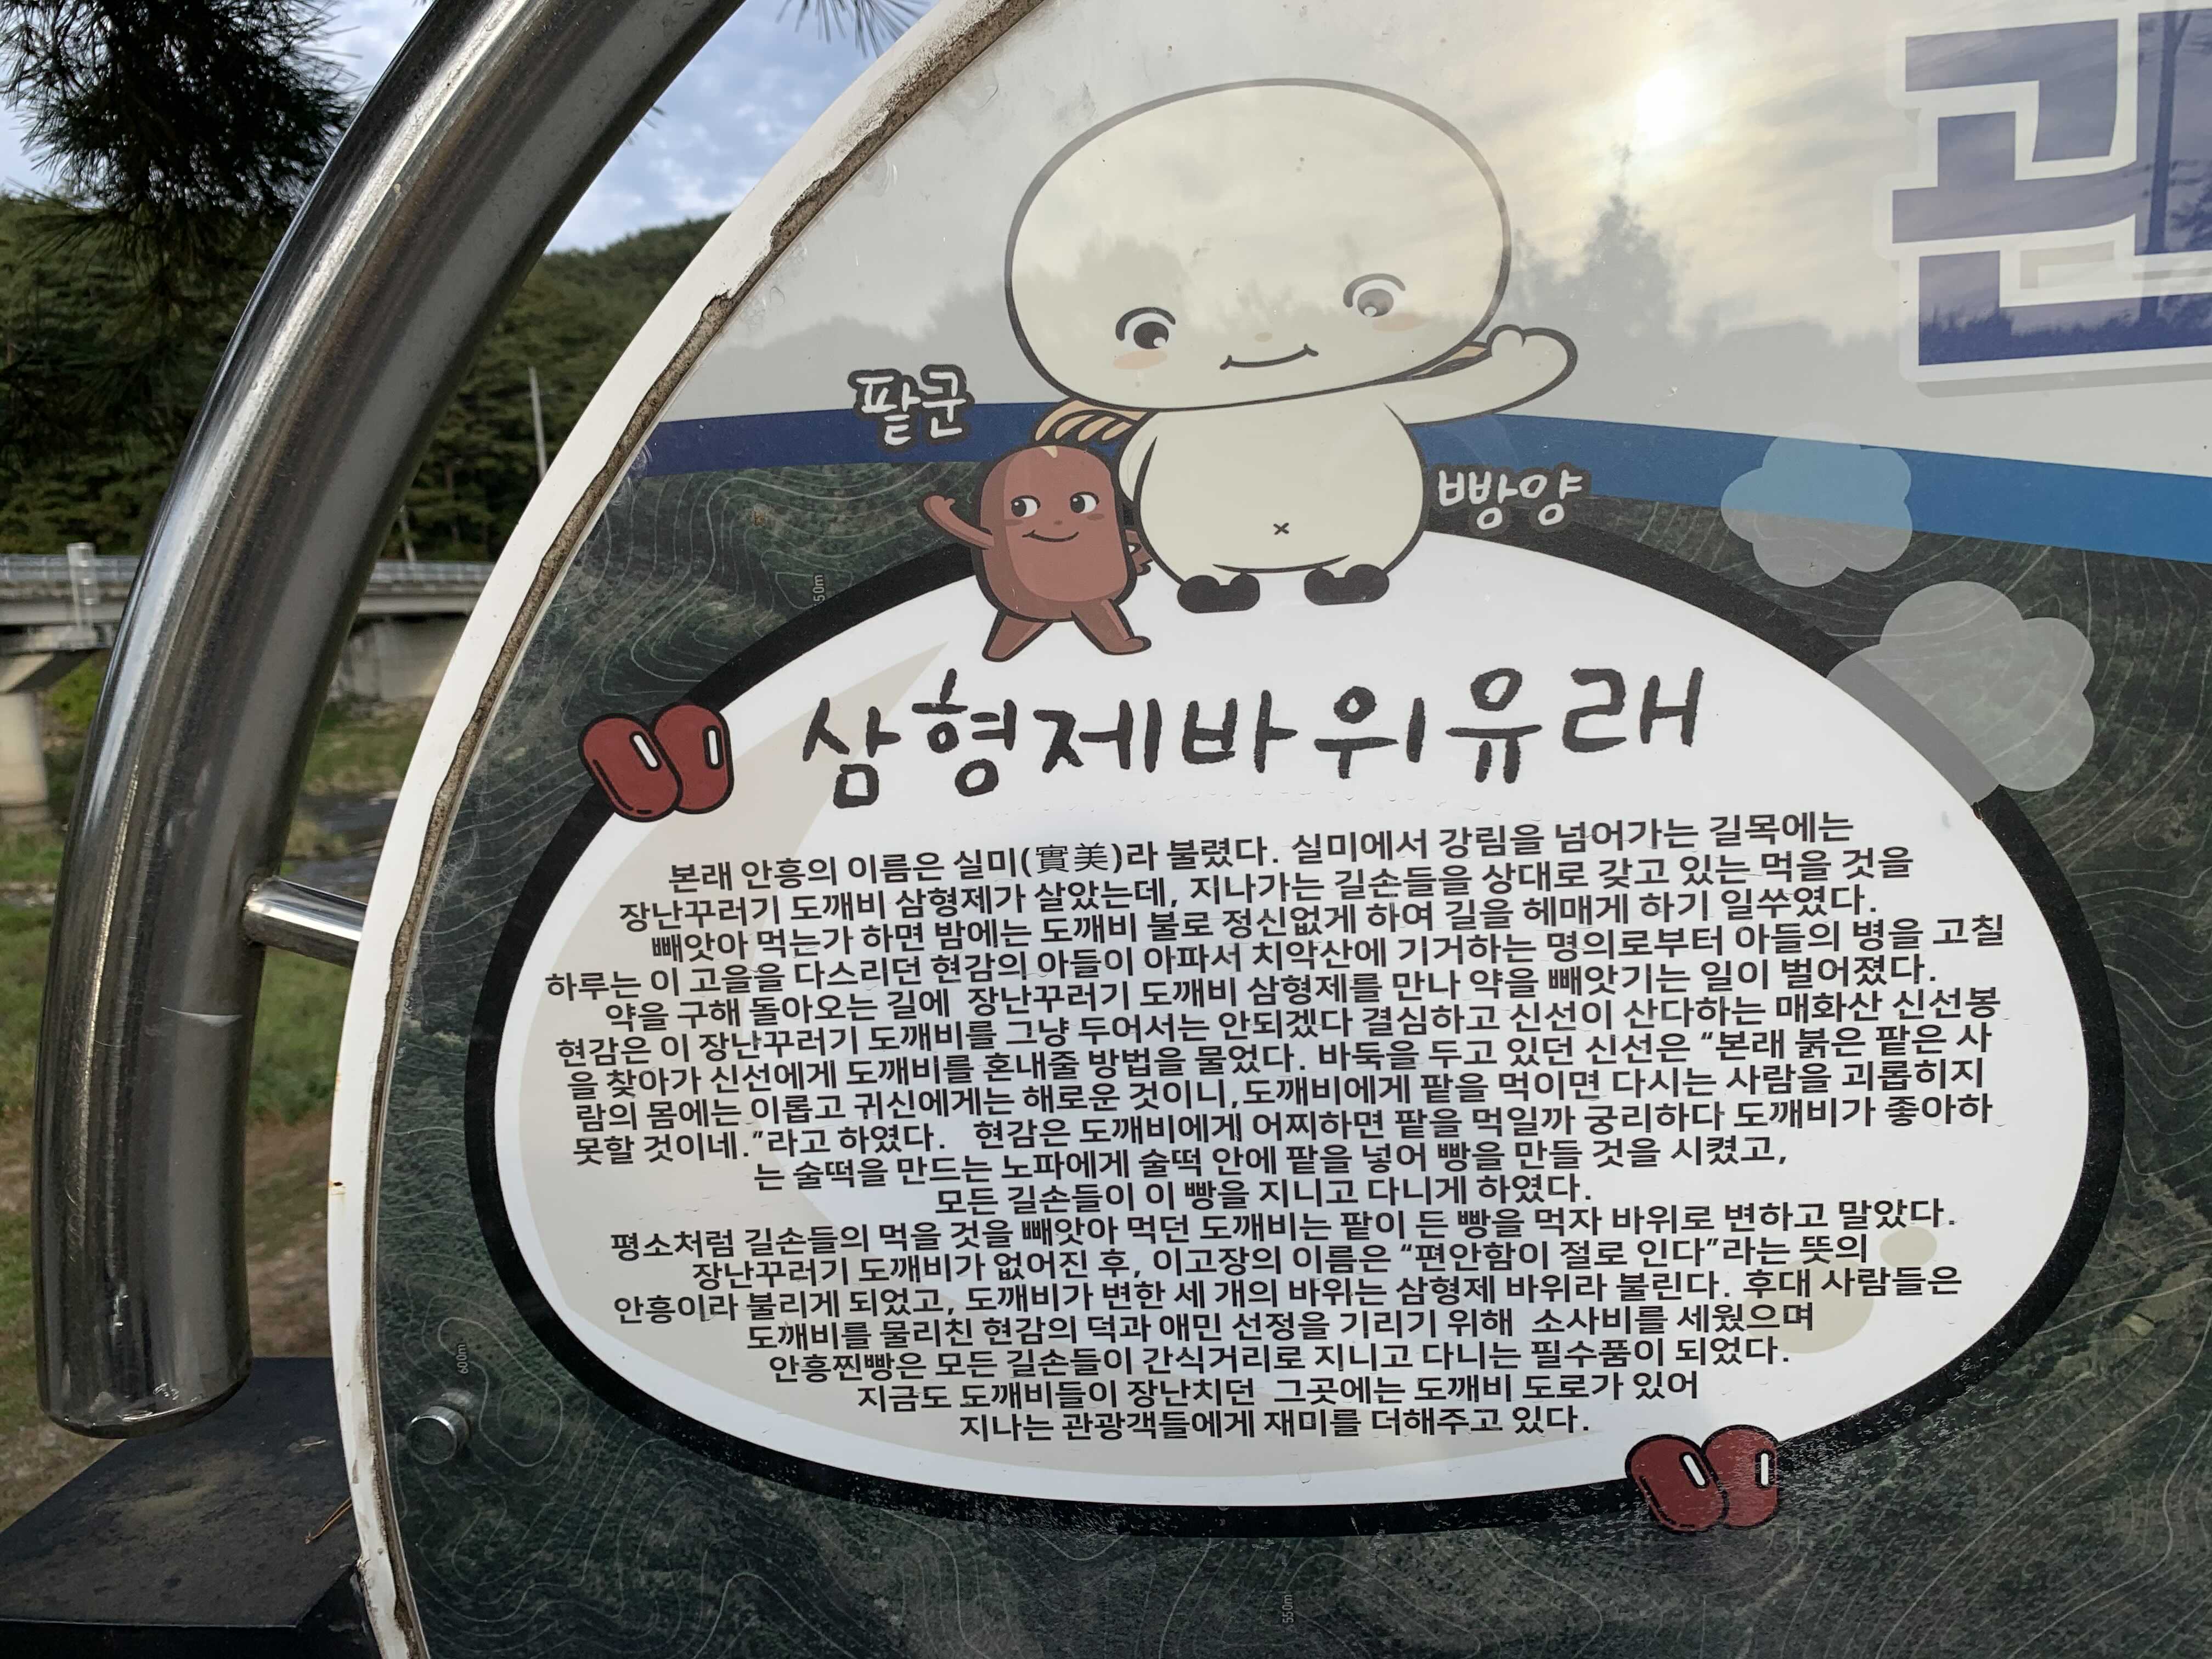 팥군
빵양
삼형제바위유래
본래 안흥의 이름은 실미(實美)라 불렸다. 실미에서 강림을 넘어가는 길목에는
장난꾸러기 도깨비 삼형제가 살았는데, 지나가는 길손들을 상대로 갖고 있는 먹을 것을
빼앗아 먹는가 하면 밤에는 도깨비 불로 정신없게 하여 길을 헤매게 하기 일쑤였다.
하루는 이 고을을 다스리던 현감의 아들이 아파서 치악산에 기거하는 명의로부터 아들의 병을 고칠
약을 구해 돌아오는 길에 장난꾸러기 도깨비 삼형제를 만나 약을 빼앗기는 일이 벌어졌다.
현감은 이 장난꾸러기 도깨비를 그냥 두어서는 안되겠다 결심하고 신선이 산다하는 매화산 신선봉
을 찾아가 신선에게 도깨비를 혼내줄 방법을 물었다. 바둑을 두고 있던 신선은 “본래 붉은 팥은 사
람의 몸에는 이롭고 귀신에게는 해로운 것이니,도깨비에게 팥을 먹이면 다시는 사람을 괴롭히지
못할 것이네.”라고 하였다. 현감은 도깨비에게 어찌하면 팥을 먹일까 궁리하다 도깨비가 좋아하
는 술떡을 만드는 노파에게 술떡 안에 팥을 넣어 빵을 만들 것을 시켰고,
모든 길손들이 이 빵을 지니고 다니게 하였다.
평소처럼 길손들의 먹을 것을 빼앗아 먹던 도깨비는 팥이 든 빵을 먹자 바위로 변하고 말았다.
장난꾸러기 도깨비가 없어진 후, 이고장의 이름은 “편안함이 절로 인다”라는 뜻의
안흥이라 불리게 되었고, 도깨비가 변한 세 개의 바위는 삼형제 바위라 불린다. 후대 사람들은
도깨비를 물리친 현감의 덕과 애민 선정을 기리기 위해 소사비를 세웠으며
안흥찐빵은 모든 길손들이 간식거리로 지니고 다니는 필수품이 되었다.
지금도 도깨비들이 장난치던 그곳에는 도깨비 도로가 있어
지나는 관광객들에게 재미를 더해주고 있다.
600m
550m